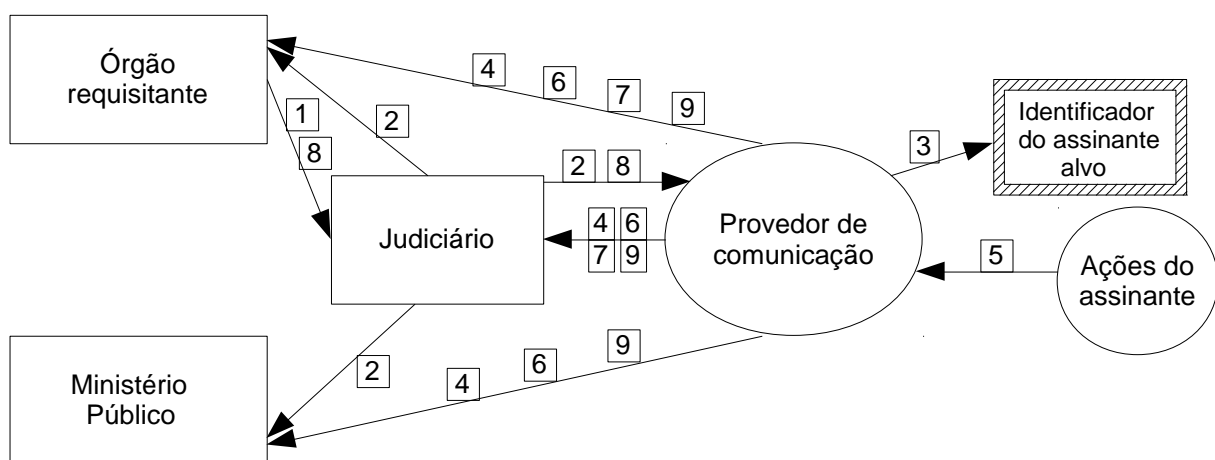 Órgão
requisitante
1
8
2
4
6
7
9
2 8
4 6
7 9
Judiciário
Provedor de
comunicação
3
Identificador
do assinante
alvo
5
Ações do
assinante
2
4
6
9
Ministério
Público